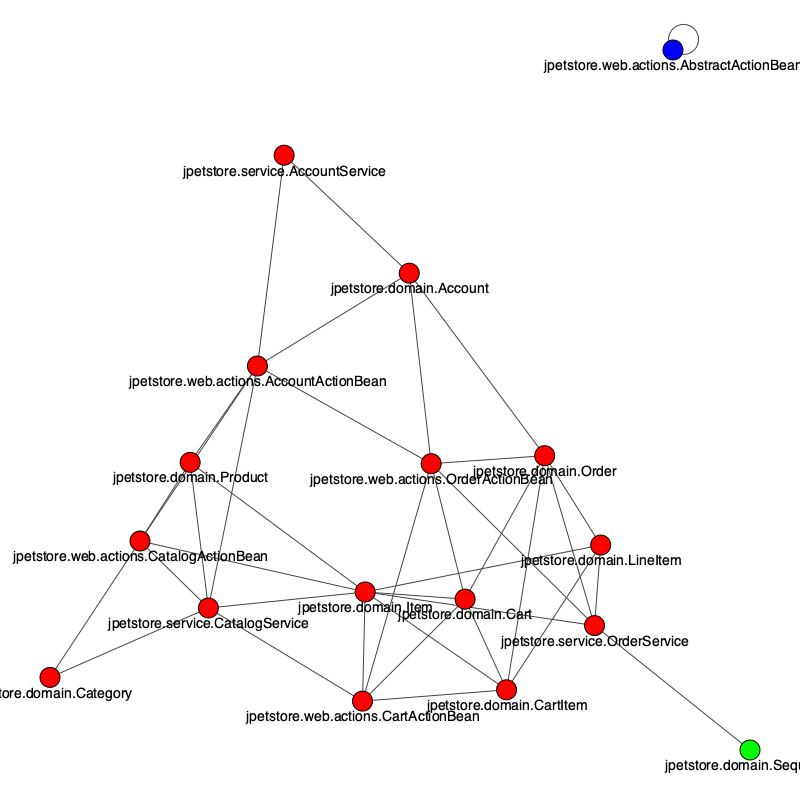 jpetstore.web.actions.AbstractActionBean
jpetstore.service.AccountService
jpetstore.domain.Account
jpetstore.web.actions.AccountActionBean
jpetstore.domain.Product
jpetstore.domain.Order
jpetstore.web.actions.OrderActionBean
jpetstore.web.actions.CatalogActionBean
jpetstore.domain.LineItem
jpetstore.domain.Item
jpetstore.domain.Cart
jpetstore.service.CatalogService
jpetstore.service.OrderService
tore.domain.Category
jpetstore.domain.CartItem
jpetstore.web.actions.CartActionBean
jpetstore.domain.Sequ